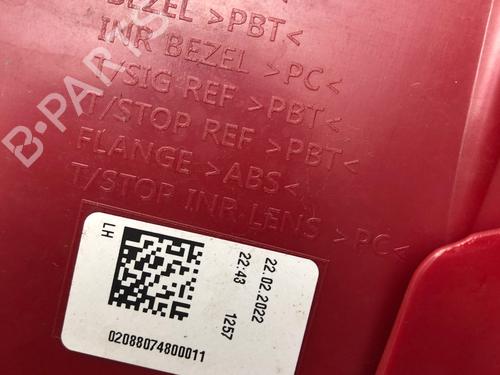 BEZEL >PBT<
INR BEZEL >PC<
T/SIG REF >PBT<
T/STOP REF >PBT<
FLANGE >ABS<
T/STOP INR LENS >PC<
B-PARTS
LH
22.02.2022
22:43 1257
02088074800011